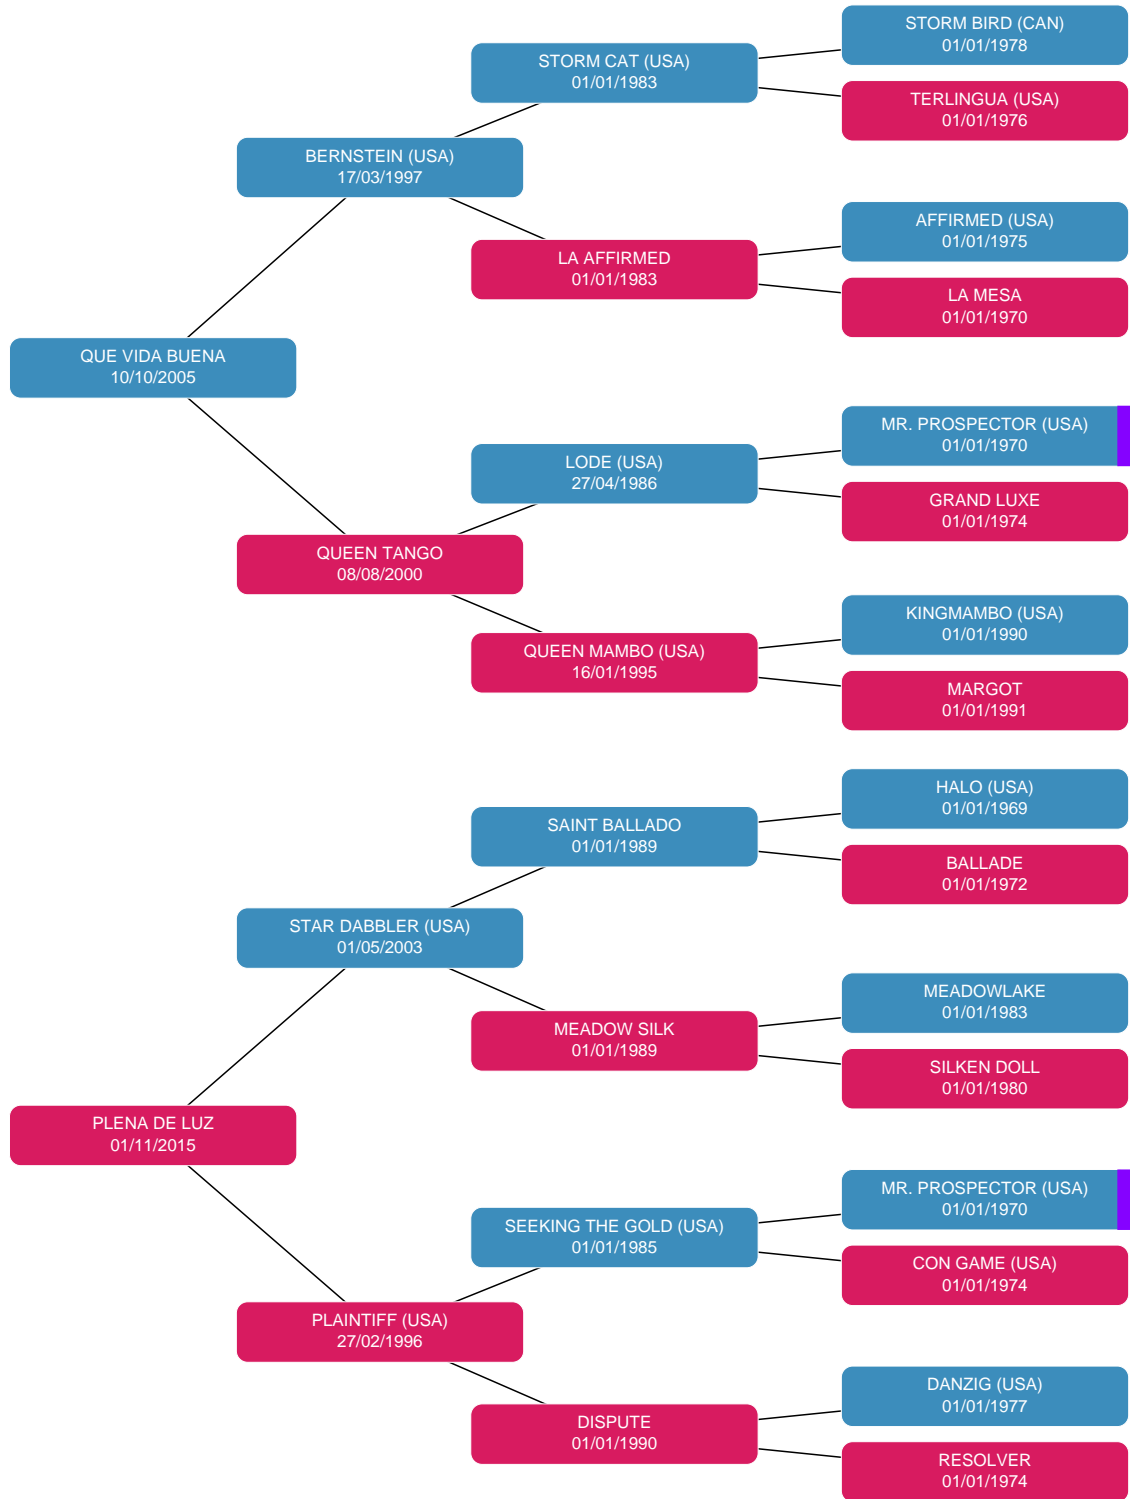 STORM BIRD (CAN)
01/01/1978
STORM CAT (USA)
01/01/1983
TERLINGUA (USA)
01/01/1976
BERNSTEIN (USA)
17/03/1997
AFFIRMED (USA)
01/01/1975
LA AFFIRMED
01/01/1983
LA MESA
01/01/1970
QUE VIDA BUENA
10/10/2005
MR. PROSPECTOR (USA)
01/01/1970
LODE (USA)
27/04/1986
GRAND LUXE
01/01/1974
QUEEN TANGO
08/08/2000
KINGMAMBO (USA)
01/01/1990
QUEEN MAMBO (USA)
16/01/1995
MARGOT
01/01/1991
HALO (USA)
01/01/1969
SAINT BALLADO
01/01/1989
BALLADE
01/01/1972
STAR DABBLER (USA)
01/05/2003
MEADOWLAKE
01/01/1983
MEADOW SILK
01/01/1989
SILKEN DOLL
01/01/1980
PLENA DE LUZ
01/11/2015
MR. PROSPECTOR (USA)
01/01/1970
SEEKING THE GOLD (USA)
01/01/1985
CON GAME (USA)
01/01/1974
PLAINTIFF (USA)
27/02/1996
DANZIG (USA)
01/01/1977
DISPUTE
01/01/1990
RESOLVER
01/01/1974